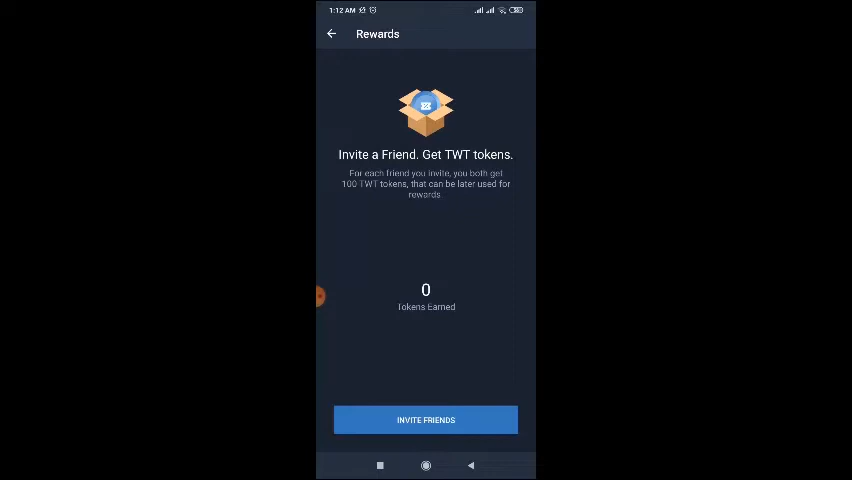 1:12 AM
Rewards
Invite a Friend. Get TWT tokens.
For each friend you invite, you both get
100 TWT tokens, that can be later used for
rewards
0
Tokens Earned
INVITE FRIENDS